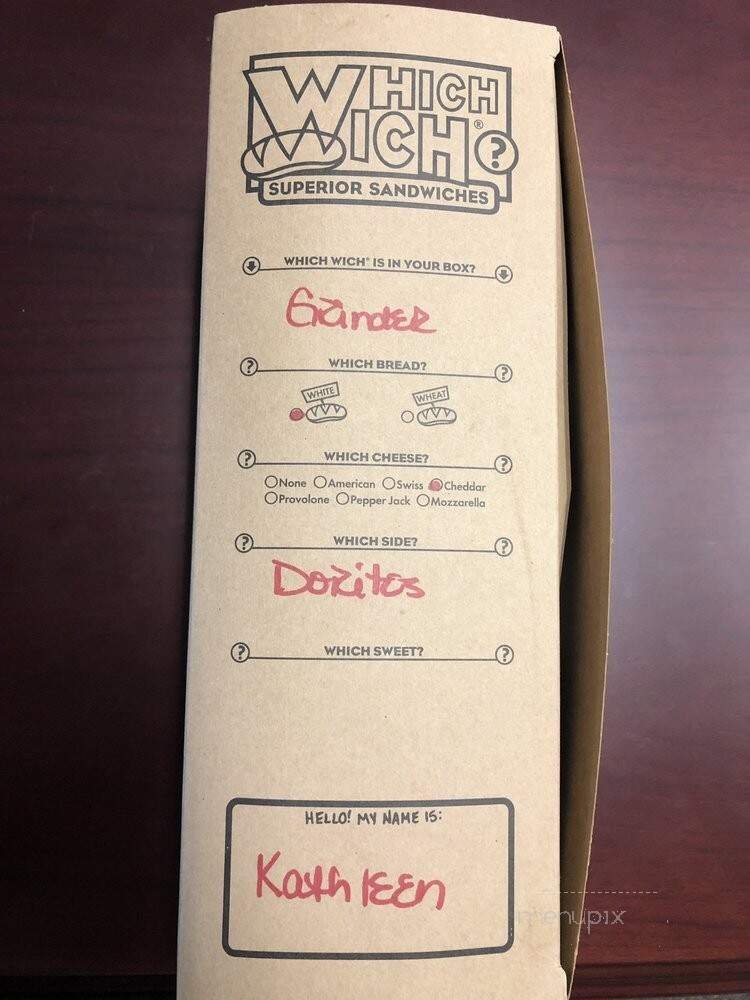 WHICH
WICH®?
SUPERIOR SANDWICHES
WHICH WICH® IS IN YOUR BOX?
Grinder
? WHICH BREAD? ?
WHITE WHEAT
? WHICH CHEESE? ?
None American Swiss Cheddar
Provolone Pepper Jack Mozzarella
? WHICH SIDE? ?
Doritos
? WHICH SWEET? ?
HELLO! MY NAME IS:
Kathleen
menupix